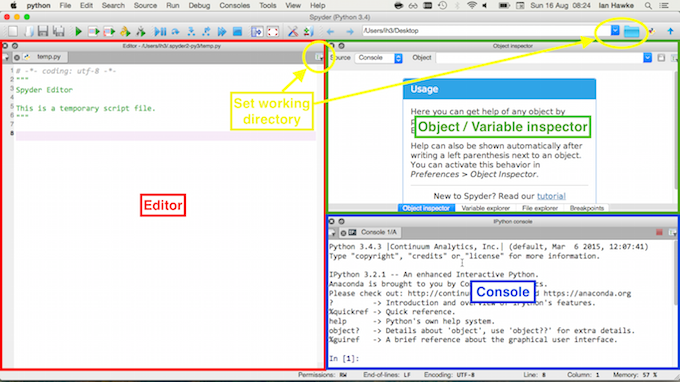 python File Edit Search Source Run Debug Consoles Tools View Help Sun 16 Aug 08:24 Ian Hawke
Spyder (Python 3.4)
/Users/ih3/Desktop
Editor - /Users/ih3/.spyder2-py3/temp.py
temp.py
1 # -*- coding: utf-8 -*-
2 """
3 Spyder Editor
4
5 This is a temporary script file.
6 """
7
8
Set working
directory
Editor
Object inspector
Source Console Object
Usage
Here you can get help of any object by
Object / Variable inspector
Help can also be shown automatically after
writing a left parenthesis next to an object.
You can activate this behavior in
Preferences > Object Inspector.
New to Spyder? Read our tutorial
Object inspector Variable explorer File explorer Breakpoints
IPython console
Console 1/A
Python 3.4.3 |Continuum Analytics, Inc.| (default, Mar 6 2015, 12:07:41)
Type "copyright", "credits" or "license" for more information.
IPython 3.2.1 -- An enhanced Interactive Python.
Anaconda is brought to you by
Please check out: http://contin https://anaconda.org
? -> Introduction and features.
%quickref -> Quick reference.
help -> Python's own help system.
object? -> Details about 'object', use 'object??' for extra details.
%guiref -> A brief reference about the graphical user interface.
Console
In [1]:
Permissions: RW End-of-lines: LF Encoding: UTF-8 Line: 8 Column: 1 Memory: 57 %